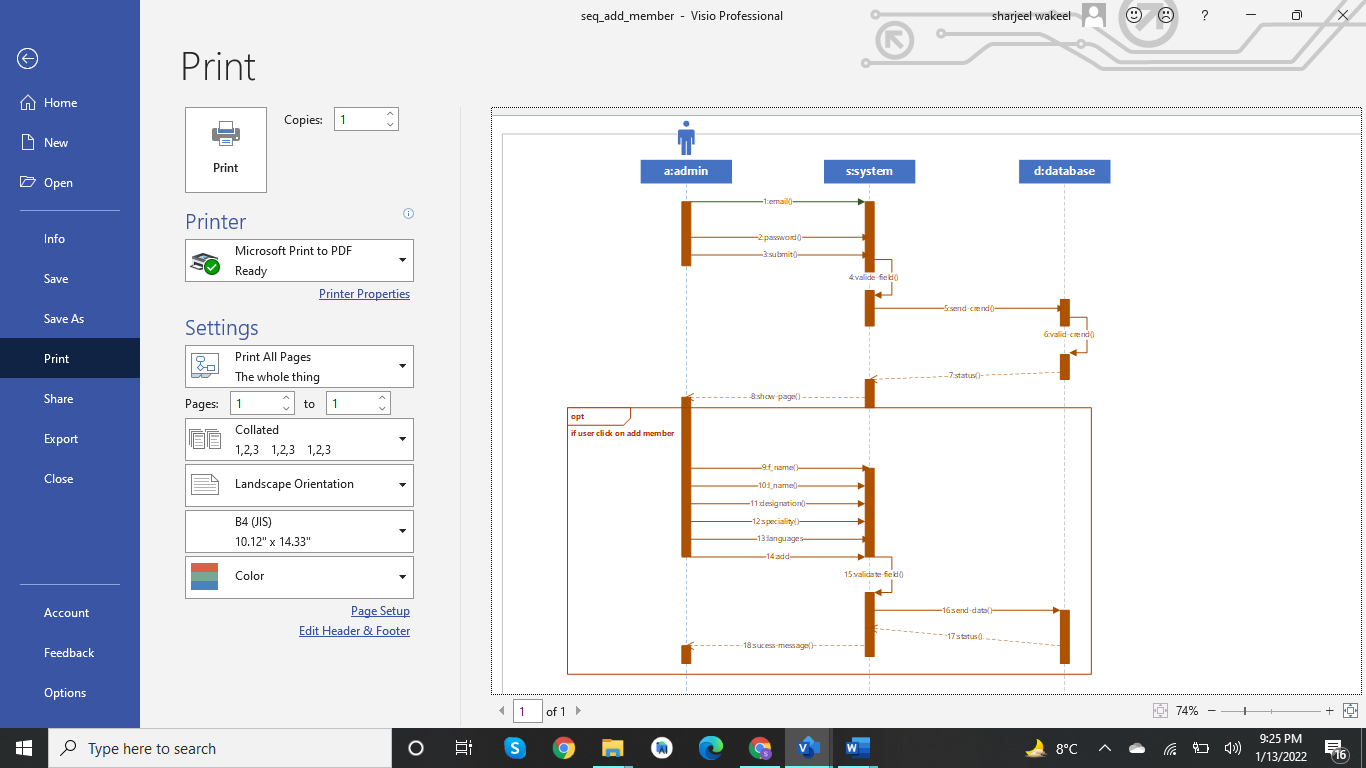 seq_add_member - Visio Professional
sharjeel wakeel
?
Home
New
Open
Info
Save
Save As
Print
Share
Export
Close
Account
Feedback
Options
Print
Print
Copies:
1
Printer
Microsoft Print to PDF
Ready
Printer Properties
Settings
Print All Pages
The whole thing
Pages:
1
to
1
Collated
1,2,3 1,2,3 1,2,3
Landscape Orientation
B4 (JIS)
10.12" x 14.33"
Color
Page Setup
Edit Header & Footer
a:admin
s:system
d:database
1:email()
2:password()
3:submit()
4:valide field()
5:send crend()
6:valid crend()
7:status()
8:show page()
opt
if user click on add member
9:f_name()
10:l_name()
11:designation()
12:speciality()
13:languages
14:add
15:validate field()
16:send data()
17:status()
18:sucess message()
1
of 1
74%
Type here to search
8°C
9:25 PM
1/13/2022
16